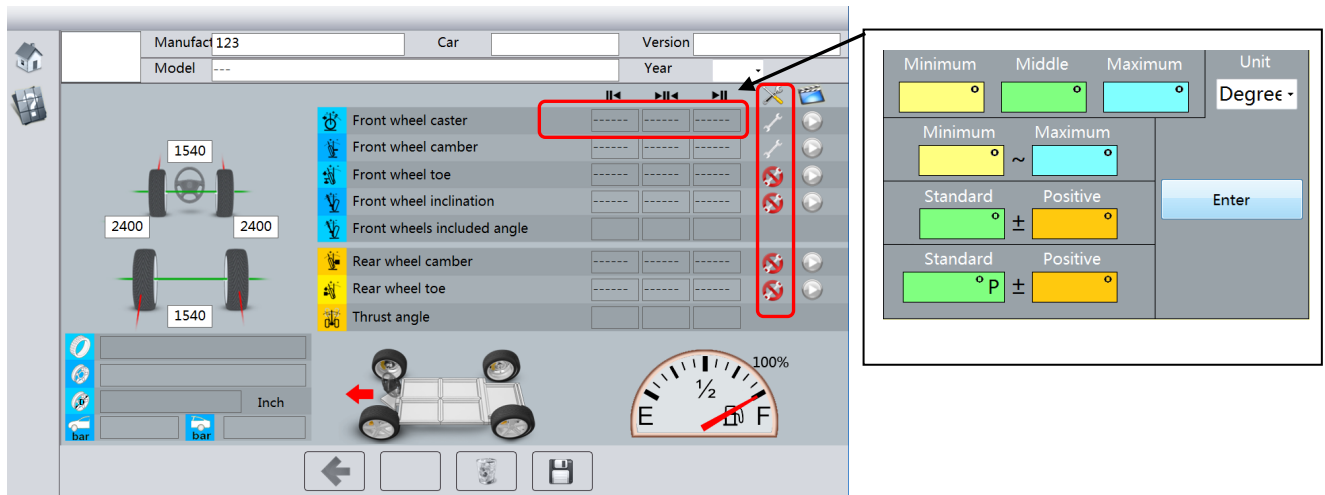 Manufact 123 Car Version
Model --- Year
Front wheel caster ------ ------ ------
Front wheel camber ------ ------ ------
Front wheel toe ------ ------ ------
Front wheel inclination ------ ------ ------
Front wheels included angle
Rear wheel camber ------ ------ ------
Rear wheel toe ------ ------ ------
Thrust angle
1540
2400 2400
1540
Inch
bar bar
E 1/2 F 100%
Minimum Middle Maximum Unit
° ° ° Degree
Minimum Maximum
° ~ °
Standard Positive
° ± °
Enter
Standard Positive
° P ± °